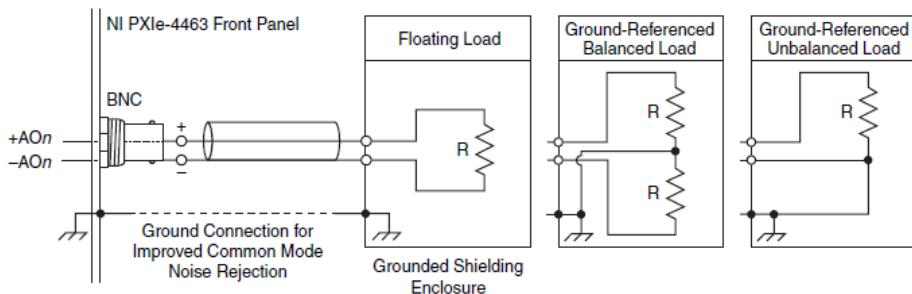 NI PXIe-4463 Front Panel
BNC
+AOn
–AOn
+
–
Ground Connection for
Improved Common Mode
Noise Rejection
Floating Load
R
Grounded Shielding
Enclosure
Ground-Referenced
Balanced Load
R
R
Ground-Referenced
Unbalanced Load
R